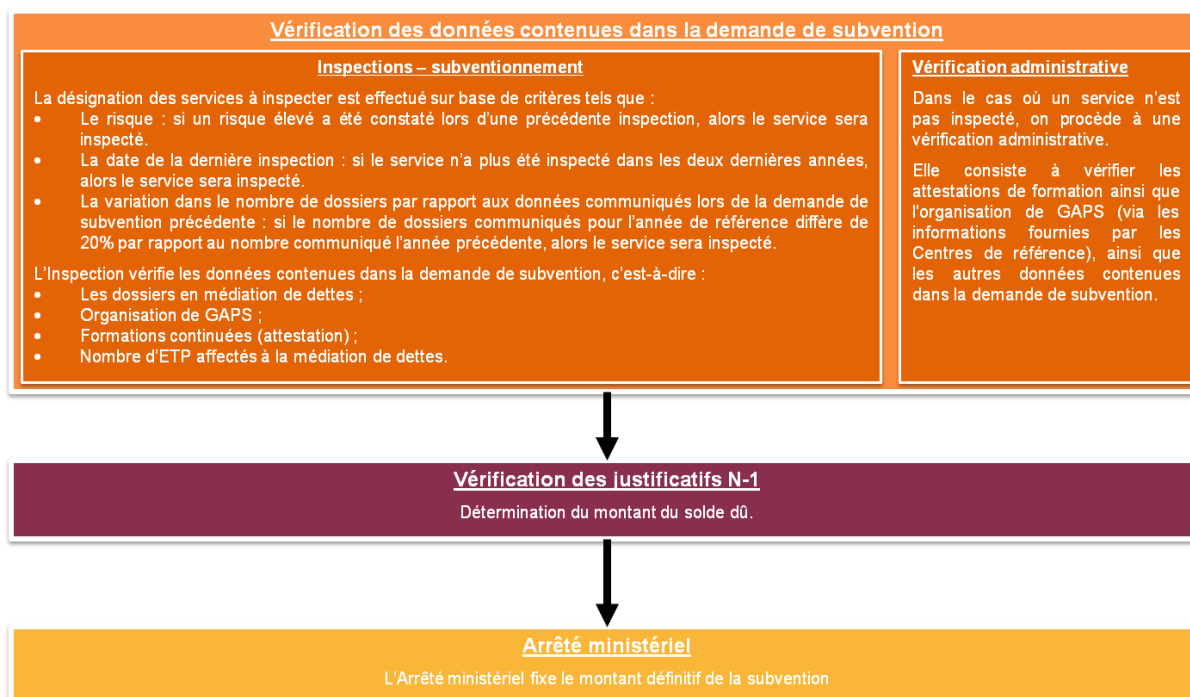 Vérification des données contenues dans la demande de subvention
Inspections – subventionnement
La désignation des services à inspecter est effectué sur base de critères tels que :
• Le risque : si un risque élevé a été constaté lors d'une précédente inspection, alors le service sera
inspecté.
• La date de la dernière inspection : si le service n'a plus été inspecté dans les deux dernières années,
alors le service sera inspecté.
• La variation dans le nombre de dossiers par rapport aux données communiqués lors de la demande de
subvention précédente : si le nombre de dossiers communiqués pour l'année de référence diffère de
20% par rapport au nombre communiqué l'année précédente, alors le service sera inspecté.
L'Inspection vérifie les données contenues dans la demande de subvention, c'est-à-dire :
• Les dossiers en médiation de dettes ;
• Organisation de GAPS ;
• Formations continuées (attestation) ;
• Nombre d'ETP affectés à la médiation de dettes.
Vérification administrative
Dans le cas où un service n'est
pas inspecté, on procède à une
vérification administrative.
Elle consiste à vérifier les
attestations de formation ainsi que
l'organisation de GAPS (via les
informations fournies par les
Centres de référence), ainsi que
les autres données contenues
dans la demande de subvention.
Vérification des justificatifs N-1
Détermination du montant du solde dû.
Arrêté ministériel
L'Arrêté ministériel fixe le montant définitif de la subvention